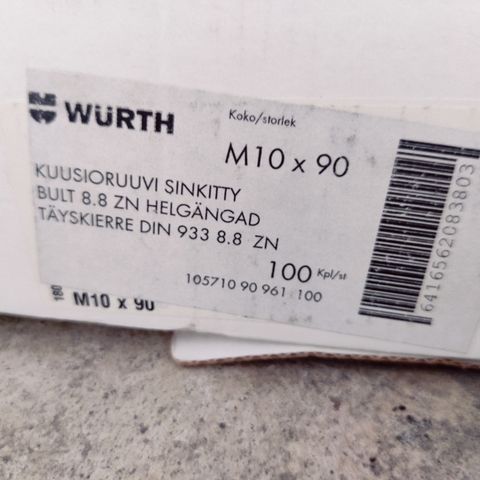 WÜRTH
Koko/storlek
M10 x 90
KUUSIORUUVI SINKITTY
BULT 8.8 ZN HELGÄNGAD
TÄYSKIERRE DIN 933 8.8 ZN
100 Kpl/st
105710 90 961 100
6416562083803
M10 x 90